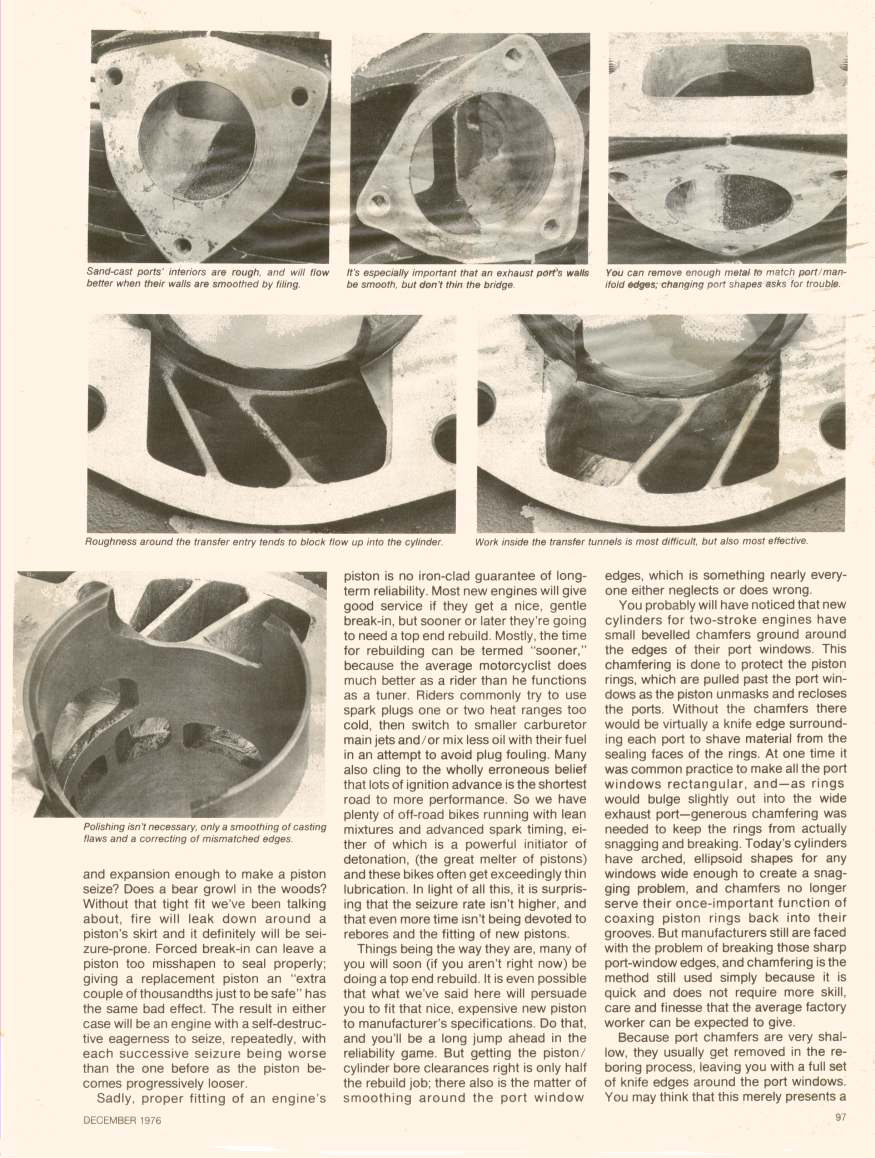 Sand-cast ports' interiors are rough, and will flow
better when their walls are smoothed by filing.
It's especially important that an exhaust port's walls
be smooth, but don't thin the bridge.
You can remove enough metal to match port/man-
ifold edges; changing port shapes asks for trouble.
Roughness around the transfer entry tends to block flow up into the cylinder.
Work inside the transfer tunnels is most difficult, but also most effective.
Polishing isn't necessary, only a smoothing of casting
flaws and a correcting of mismatched edges.
and expansion enough to make a piston
seize? Does a bear growl in the woods?
Without that tight fit we've been talking
about, fire will leak down around a
piston's skirt and it definitely will be sei-
zure-prone. Forced break-in can leave a
piston too misshapen to seal properly;
giving a replacement piston an "extra
couple of thousandths just to be safe" has
the same bad effect. The result in either
case will be an engine with a self-destruc-
tive eagerness to seize, repeatedly, with
each successive seizure being worse
than the one before as the piston be-
comes progressively looser.
Sadly, proper fitting of an engine's
piston is no iron-clad guarantee of long-
term reliability. Most new engines will give
good service if they get a nice, gentle
break-in, but sooner or later they're going
to need a top end rebuild. Mostly, the time
for rebuilding can be termed "sooner,"
because the average motorcyclist does
much better as a rider than he functions
as a tuner. Riders commonly try to use
spark plugs one or two heat ranges too
cold, then switch to smaller carburetor
main jets and/or mix less oil with their fuel
in an attempt to avoid plug fouling. Many
also cling to the wholly erroneous belief
that lots of ignition advance is the shortest
road to more performance. So we have
plenty of off-road bikes running with lean
mixtures and advanced spark timing, ei-
ther of which is a powerful initiator of
detonation, (the great melter of pistons)
and these bikes often get exceedingly thin
lubrication. In light of all this, it is surpris-
ing that the seizure rate isn't higher, and
that even more time isn't being devoted to
rebores and the fitting of new pistons.
Things being the way they are, many of
you will soon (if you aren't right now) be
doing a top end rebuild. It is even possible
that what we've said here will persuade
you to fit that nice, expensive new piston
to manufacturer's specifications. Do that,
and you'll be a long jump ahead in the
reliability game. But getting the piston/
cylinder bore clearances right is only half
the rebuild job; there also is the matter of
smoothing around the port window
edges, which is something nearly every-
one either neglects or does wrong.
You probably will have noticed that new
cylinders for two-stroke engines have
small bevelled chamfers ground around
the edges of their port windows. This
chamfering is done to protect the piston
rings, which are pulled past the port win-
dows as the piston unmasks and recloses
the ports. Without the chamfers there
would be virtually a knife edge surround-
ing each port to shave material from the
sealing faces of the rings. At one time it
was common practice to make all the port
windows rectangular, and—as rings
would bulge slightly out into the wide
exhaust port—generous chamfering was
needed to keep the rings from actually
snagging and breaking. Today's cylinders
have arched, ellipsoid shapes for any
windows wide enough to create a snag-
ging problem, and chamfers no longer
serve their once-important function of
coaxing piston rings back into their
grooves. But manufacturers still are faced
with the problem of breaking those sharp
port-window edges, and chamfering is the
method still used simply because it is
quick and does not require more skill,
care and finesse that the average factory
worker can be expected to give.
Because port chamfers are very shal-
low, they usually get removed in the re-
boring process, leaving you with a full set
of knife edges around the port windows.
You may think that this merely presents a
DECEMBER 1976
97